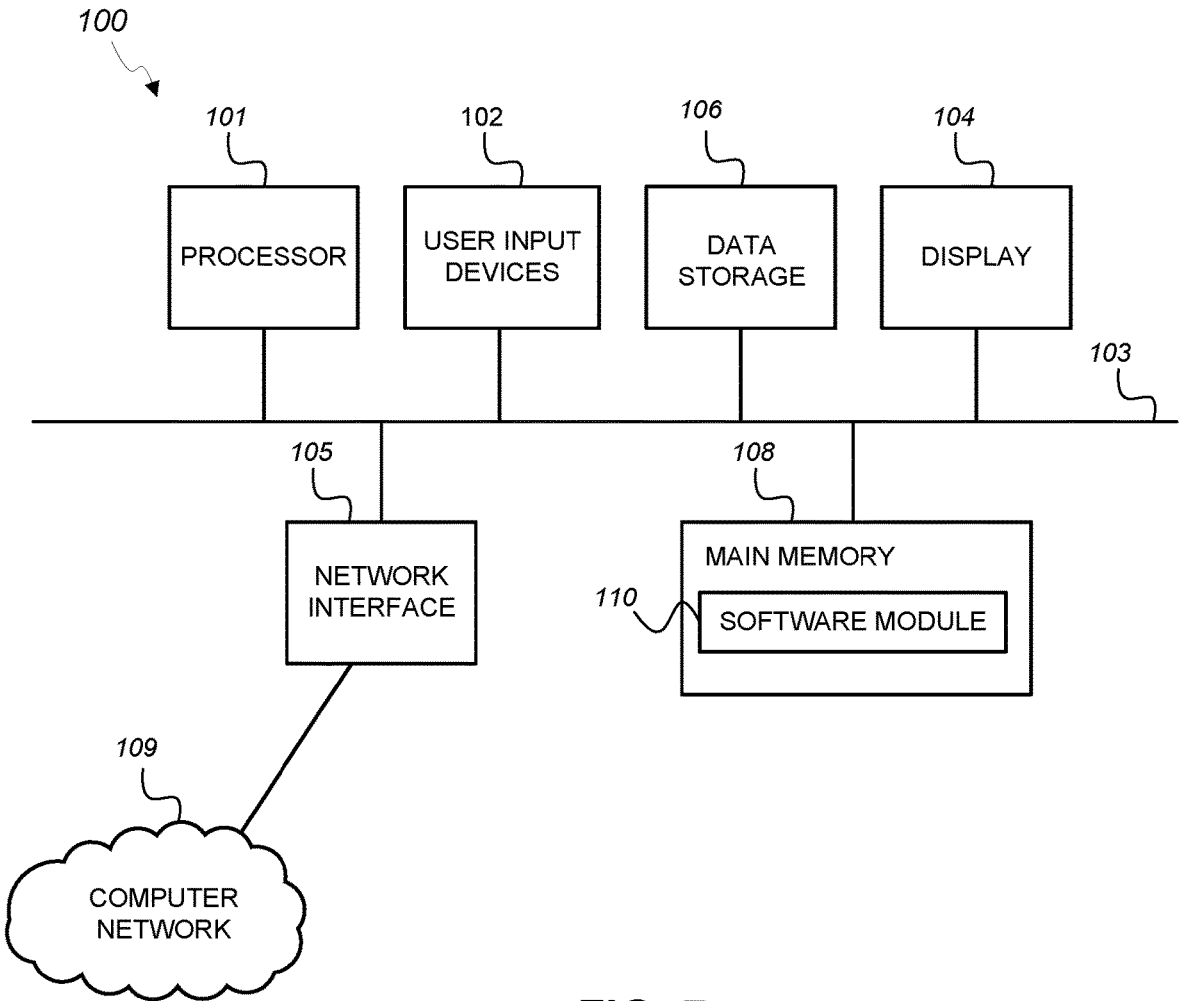 100
101
102
106
104
PROCESSOR
USER INPUT
DEVICES
DATA
STORAGE
DISPLAY
103
105
108
NETWORK
INTERFACE
MAIN MEMORY
110
SOFTWARE MODULE
109
COMPUTER
NETWORK